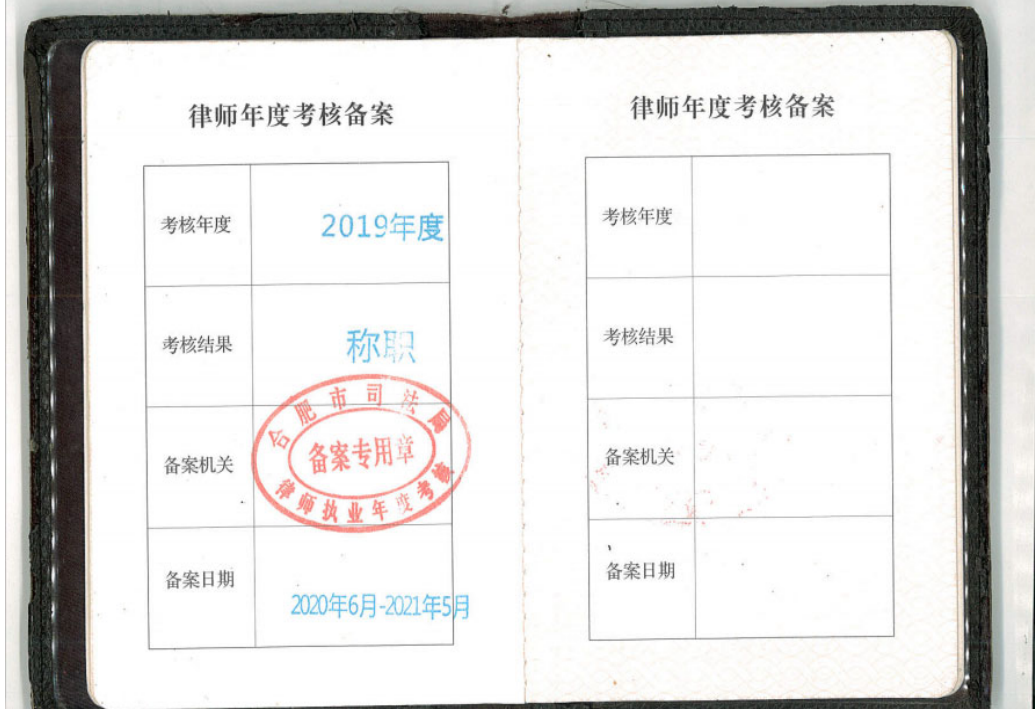 律师年度考核备案
考核年度 2019年度
考核结果 称职
备案机关
合肥市司法局
备案专用章
律师执业年度考核
备案日期 2020年6月-2021年5月
律师年度考核备案
考核年度
考核结果
备案机关
备案日期